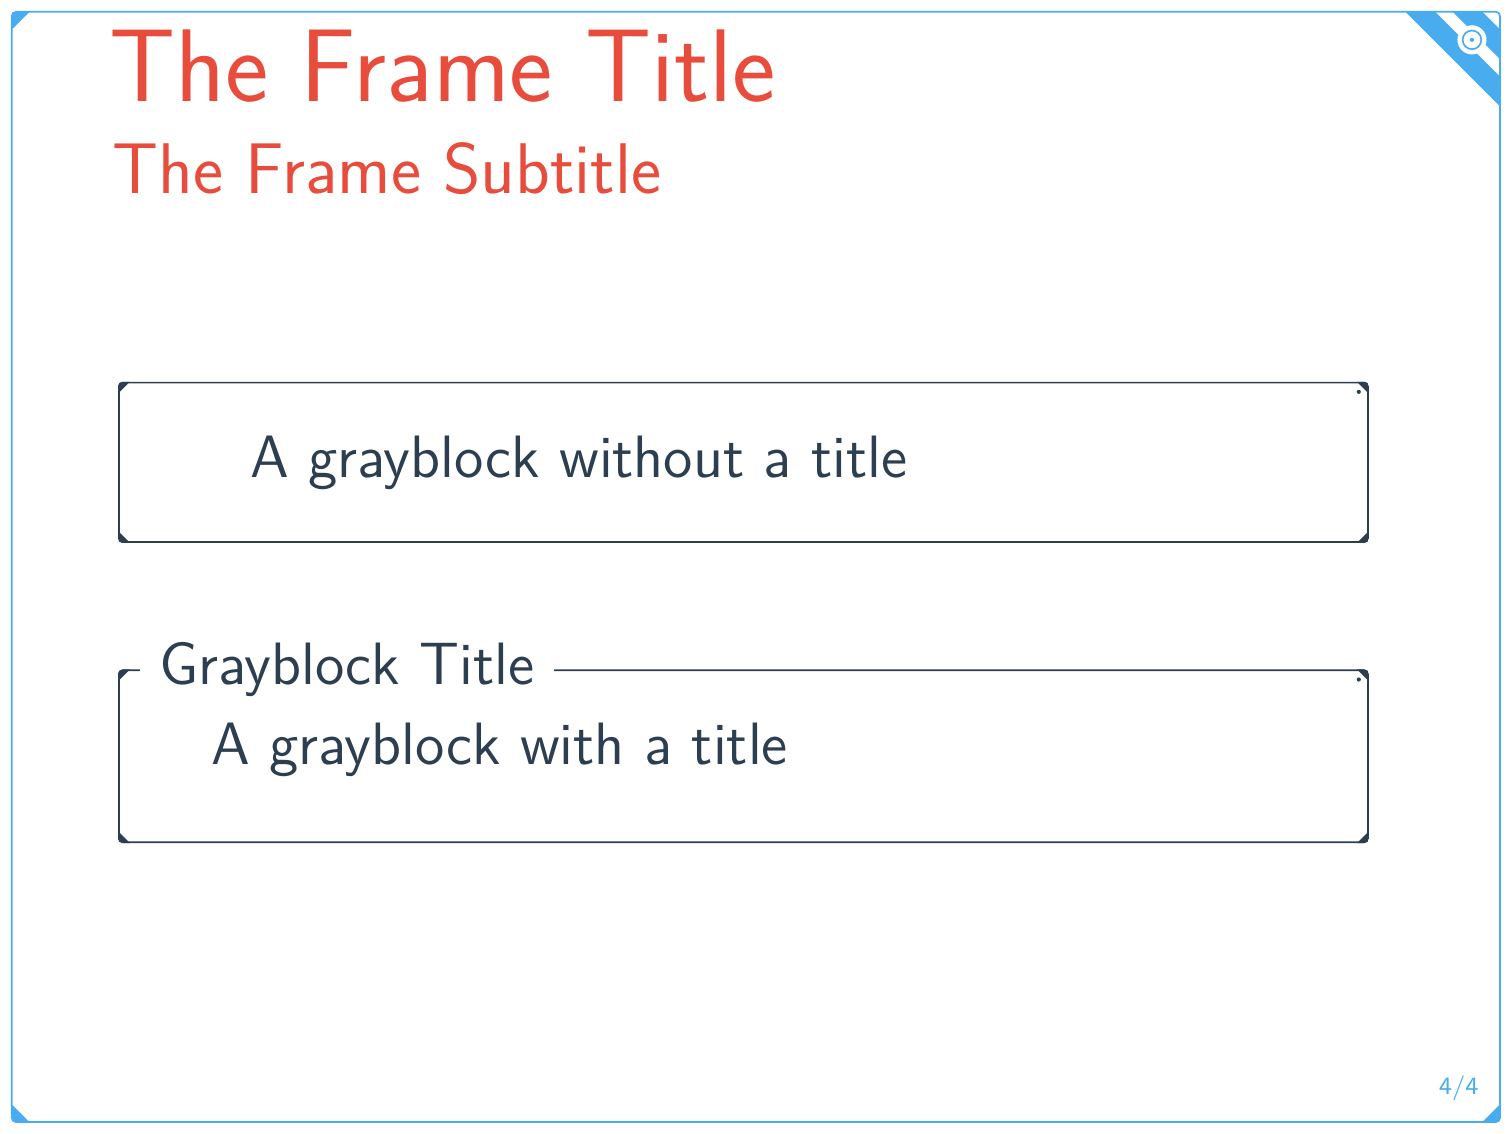 The Frame Title
The Frame Subtitle
A grayblock without a title
Grayblock Title
A grayblock with a title
4/4